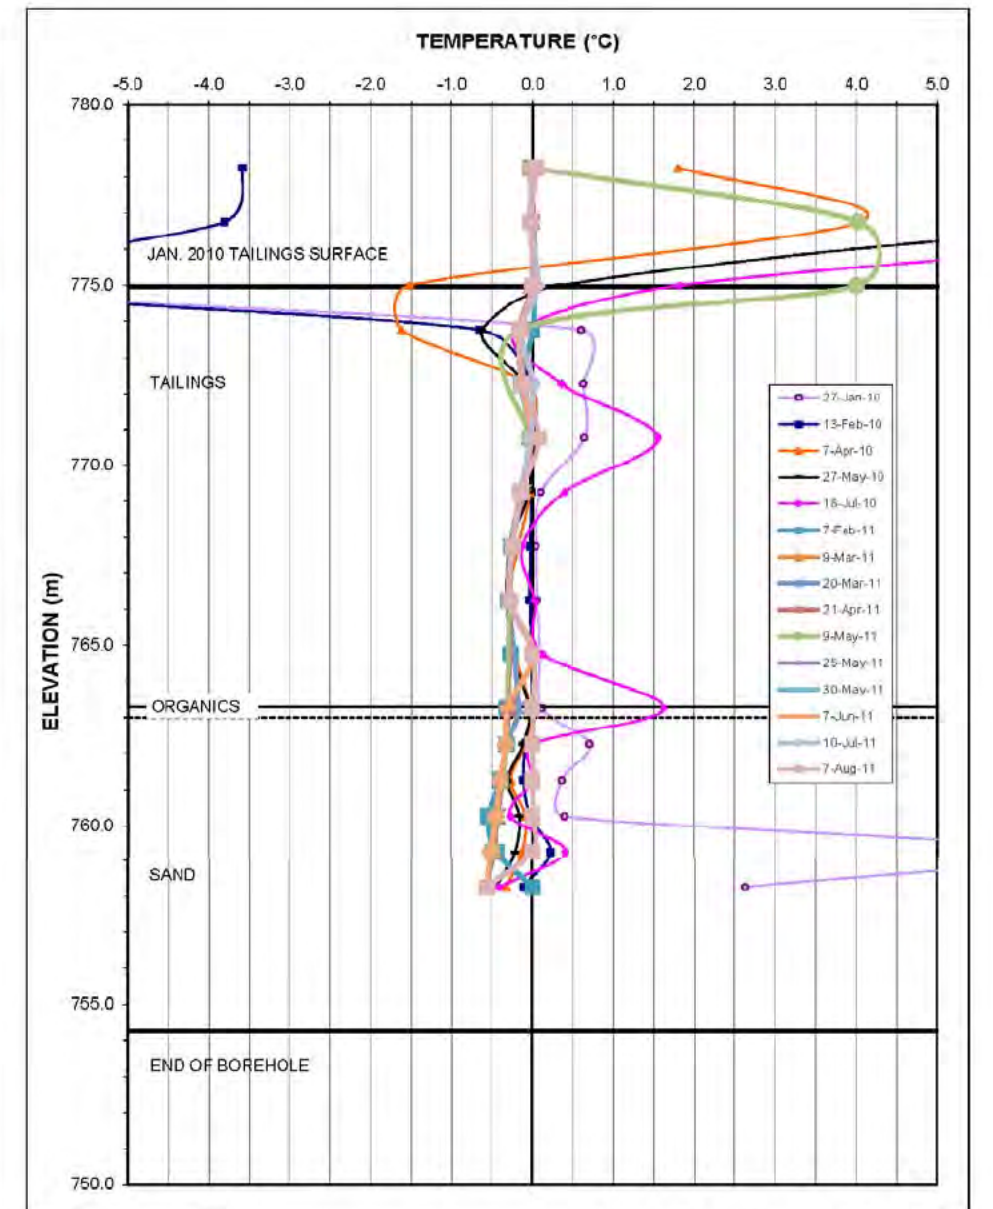 TEMPERATURE (°C)
-5.0 -4.0 -3.0 -2.0 -1.0 0.0 1.0 2.0 3.0 4.0 5.0
780.0
JAN. 2010 TAILINGS SURFACE
775.0
TAILINGS
27-Jan-10
13-Feb-10
7-Apr-10
27-May-10
16-Jul-10
7-Feb-11
9-Mar-11
20-Mar-11
21-Apr-11
9-May-11
25-May-11
30-May-11
7-Jun-11
10-Jul-11
7-Aug-11
770.0
765.0
ELEVATION (m)
ORGANICS
760.0
SAND
755.0
END OF BOREHOLE
750.0